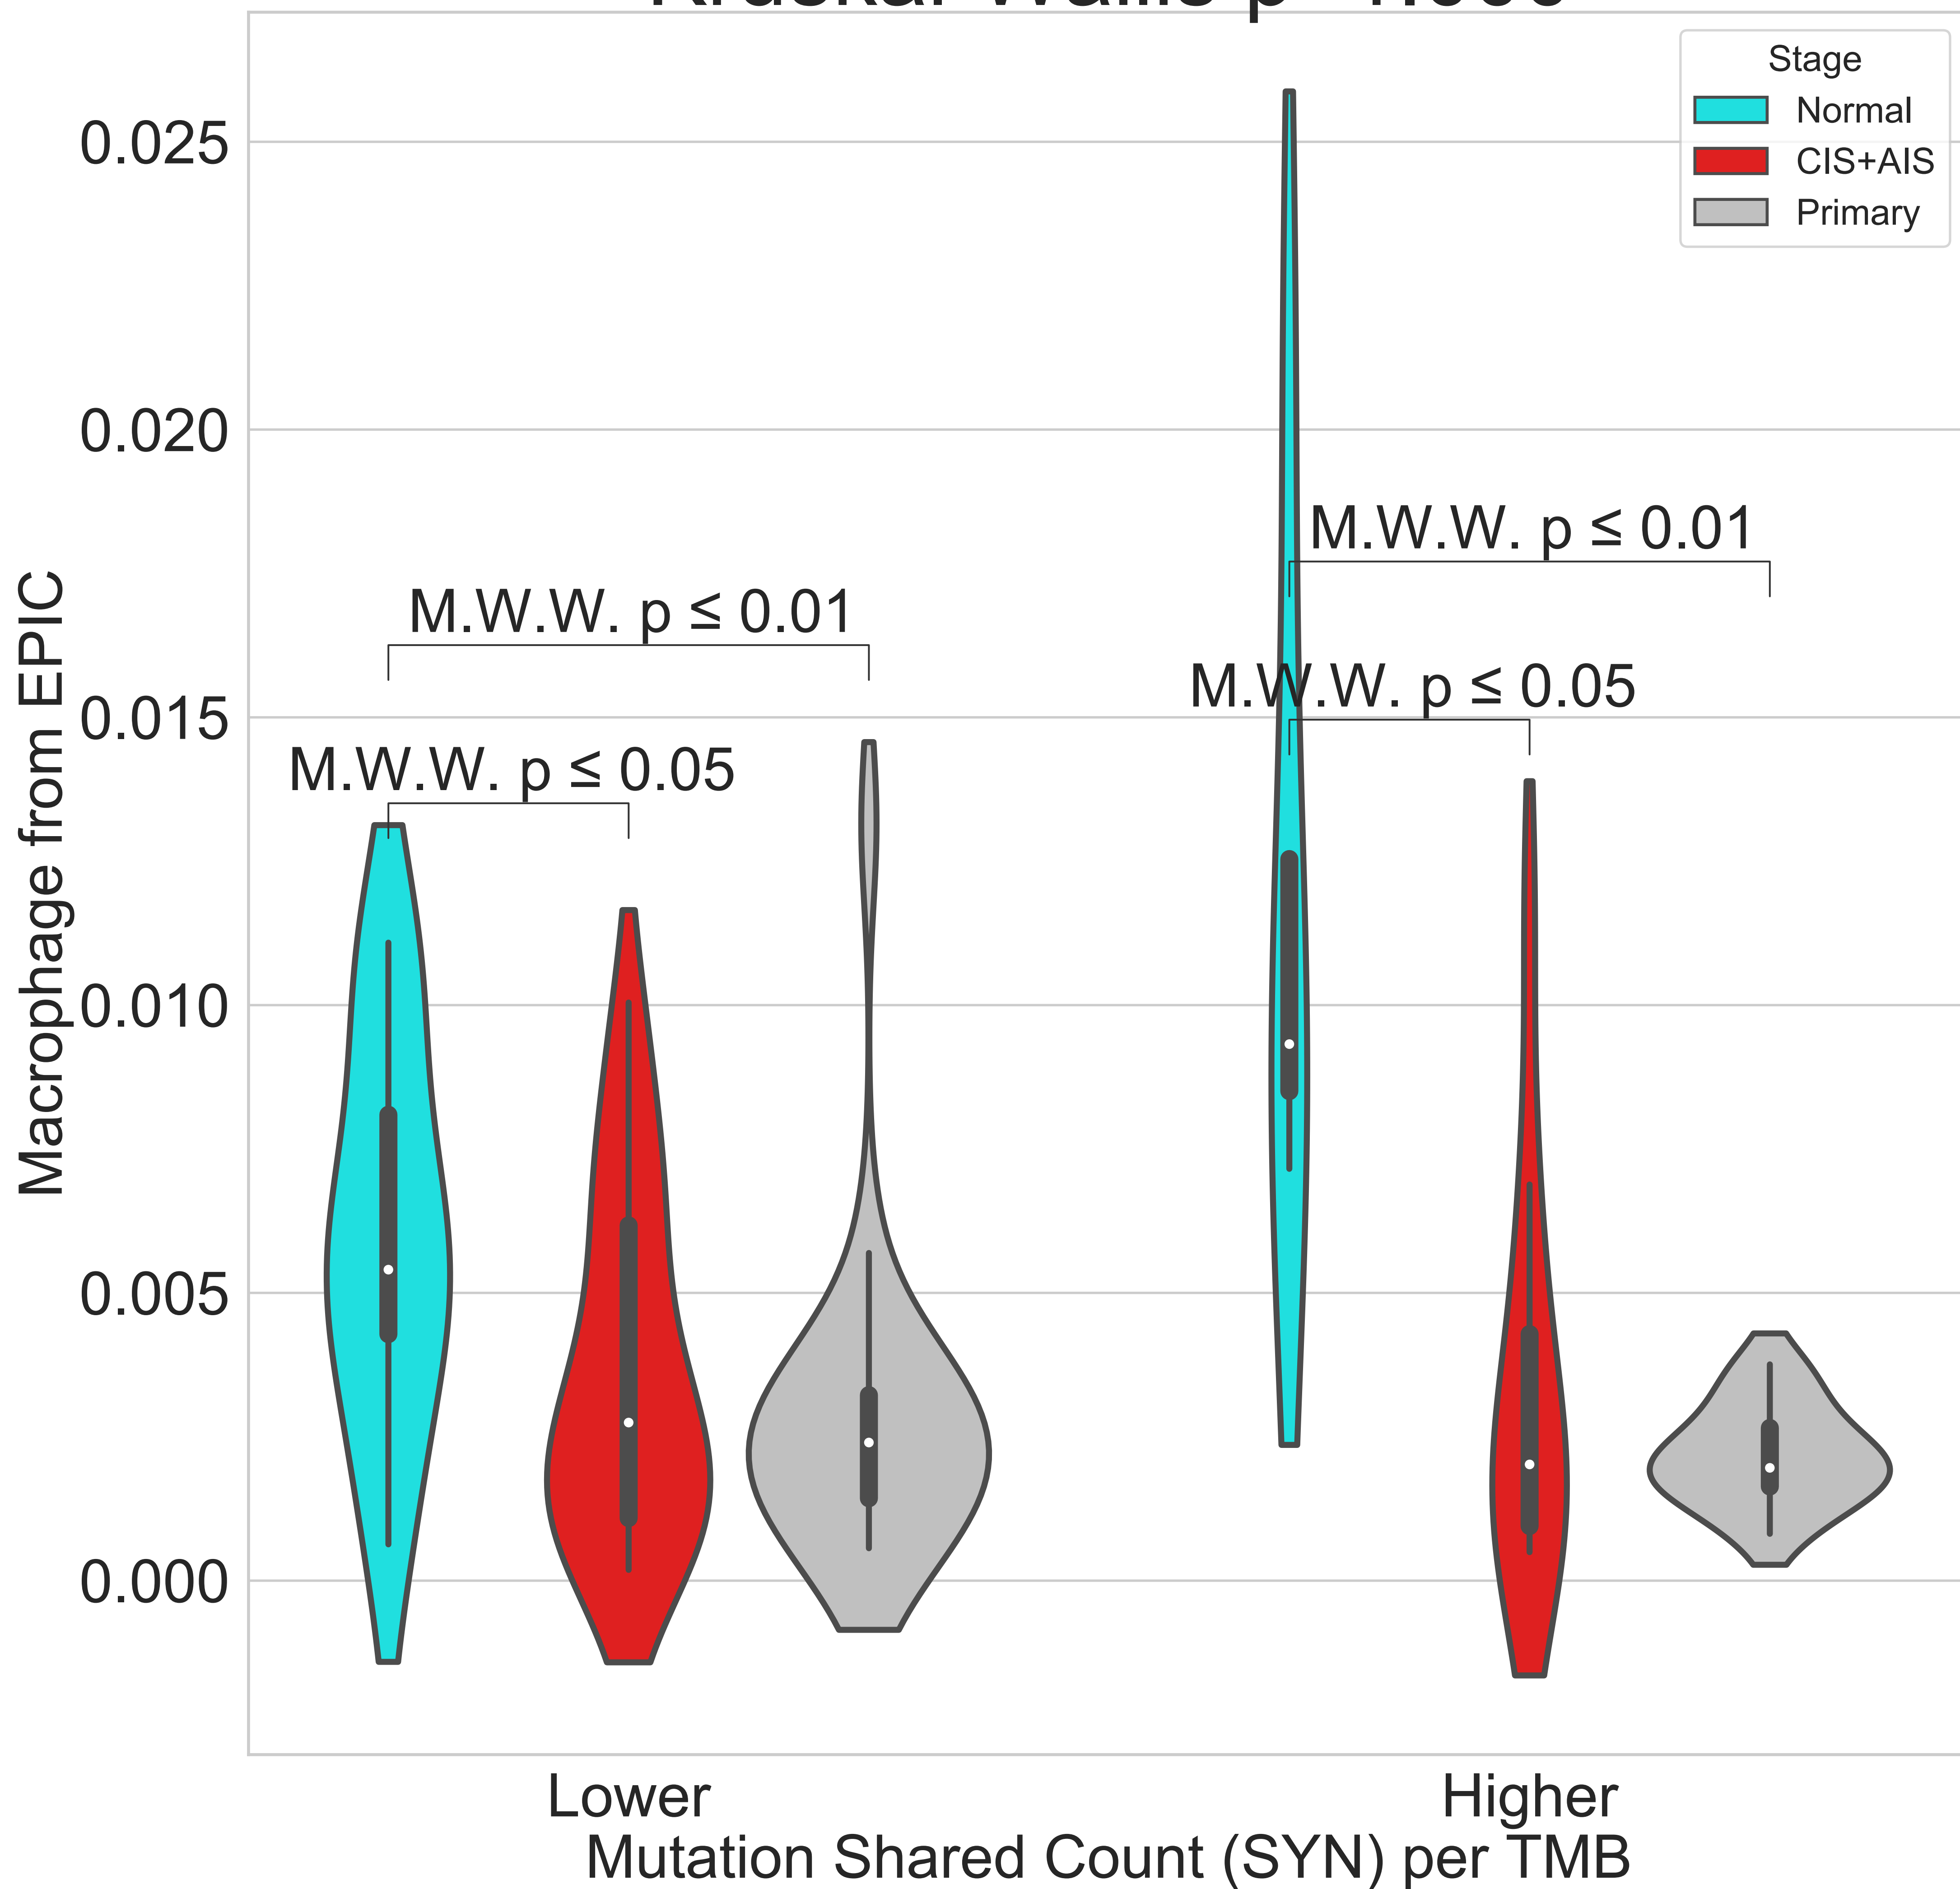 Stage
Normal
CIS+AIS
Primary
0.025
0.020
0.015
0.010
0.005
0.000
Macrophage from EPIC
M.W.W. p ≤ 0.01
M.W.W. p ≤ 0.05
M.W.W. p ≤ 0.01
M.W.W. p ≤ 0.05
Lower
Higher
Mutation Shared Count (SYN) per TMB